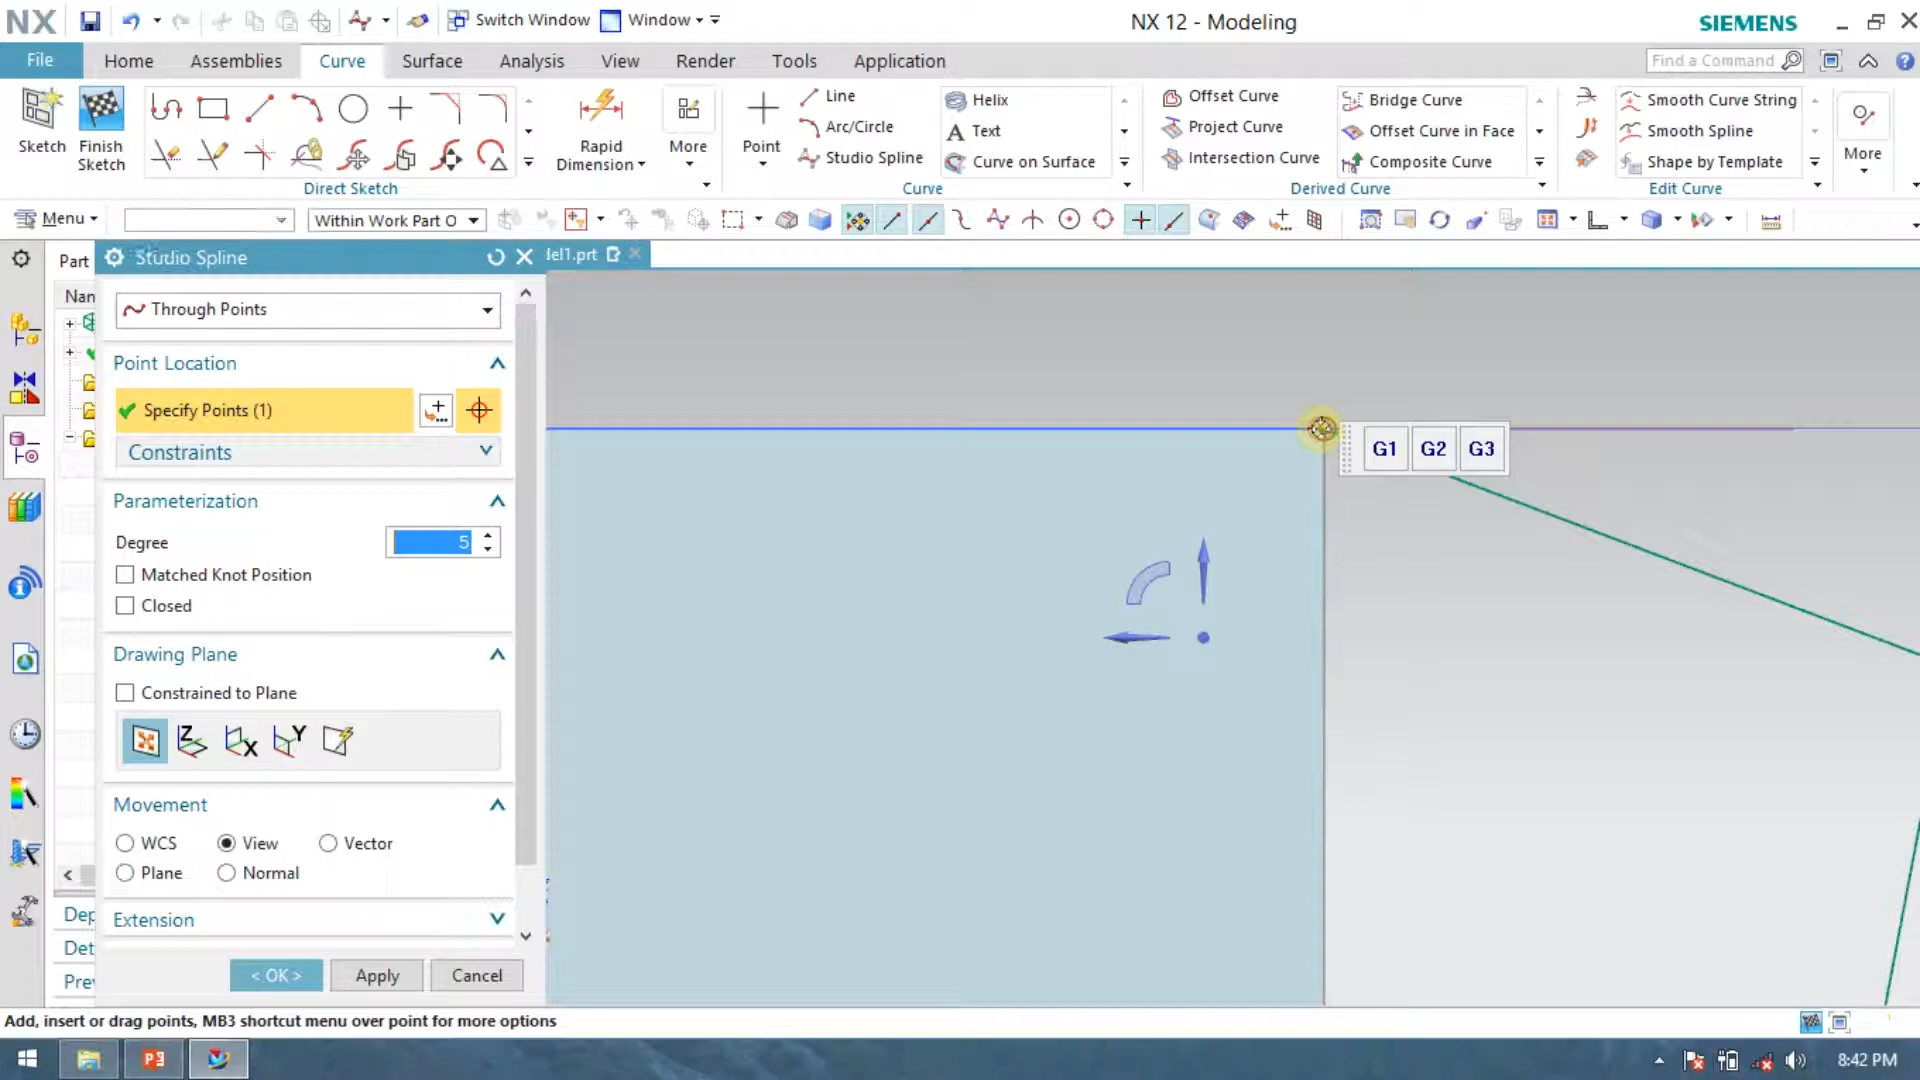 NX
Switch Window
Window
NX 12 - Modeling
SIEMENS
File
Home
Assemblies
Curve
Surface
Analysis
View
Render
Tools
Application
Find a Command
Sketch
Finish
Sketch
Direct Sketch
Rapid
Dimension
More
Point
Line
Arc/Circle
Studio Spline
Helix
A Text
Curve on Surface
Curve
Offset Curve
Project Curve
Intersection Curve
Bridge Curve
Offset Curve in Face
Composite Curve
Derived Curve
Smooth Curve String
Smooth Spline
Shape by Template
Edit Curve
More
Menu
Within Work Part O
Part
Nan
Studio Spline
lel1.prt
Through Points
Point Location
Specify Points (1)
Constraints
Parameterization
Degree
5
Matched Knot Position
Closed
Drawing Plane
Constrained to Plane
Z
X
Y
Movement
WCS
View
Vector
Plane
Normal
Extension
Dep
Det
Pre
< OK >
Apply
Cancel
G1
G2
G3
Add, insert or drag points, MB3 shortcut menu over point for more options
8:42 PM